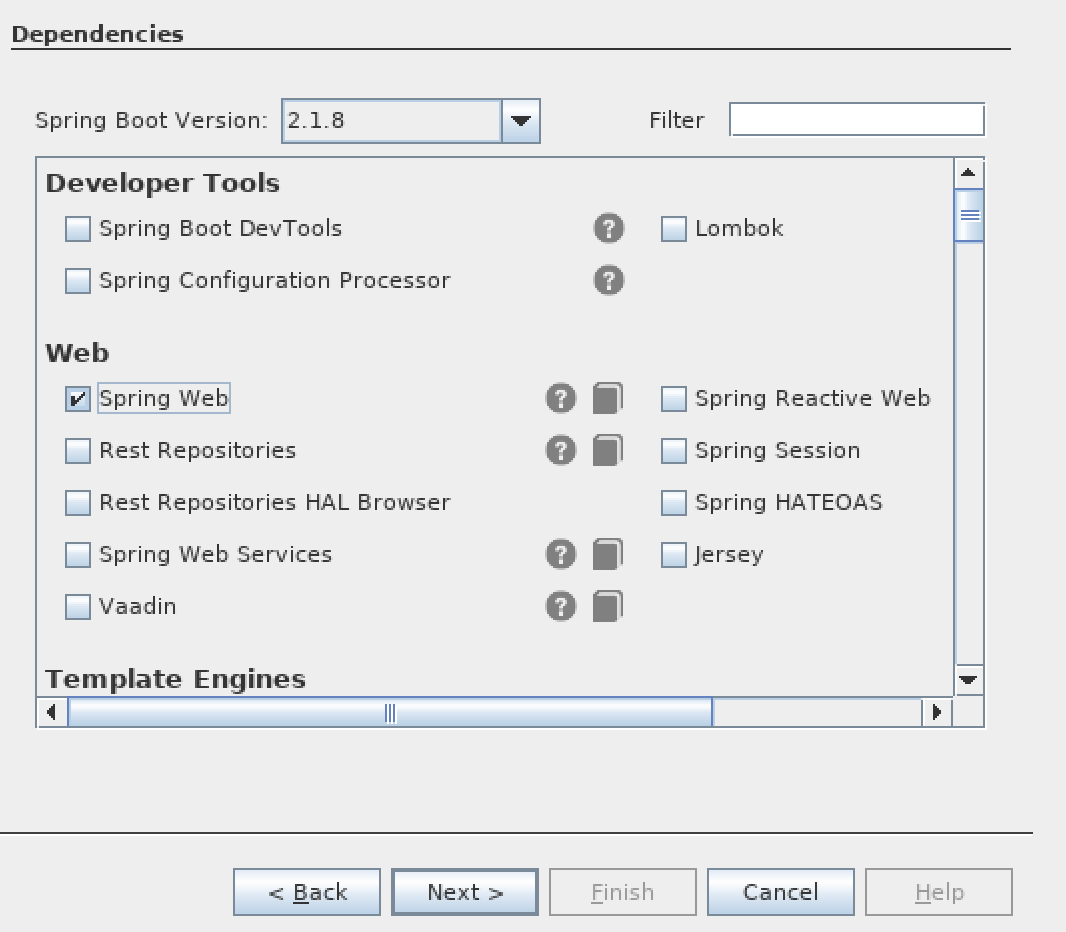 Dependencies
Spring Boot Version: 2.1.8 Filter
Developer Tools
Spring Boot DevTools ? Lombok
Spring Configuration Processor ?
Web
Spring Web ? Spring Reactive Web
Rest Repositories ? Spring Session
Rest Repositories HAL Browser Spring HATEOAS
Spring Web Services ? Jersey
Vaadin ?
Template Engines
< Back Next > Finish Cancel Help